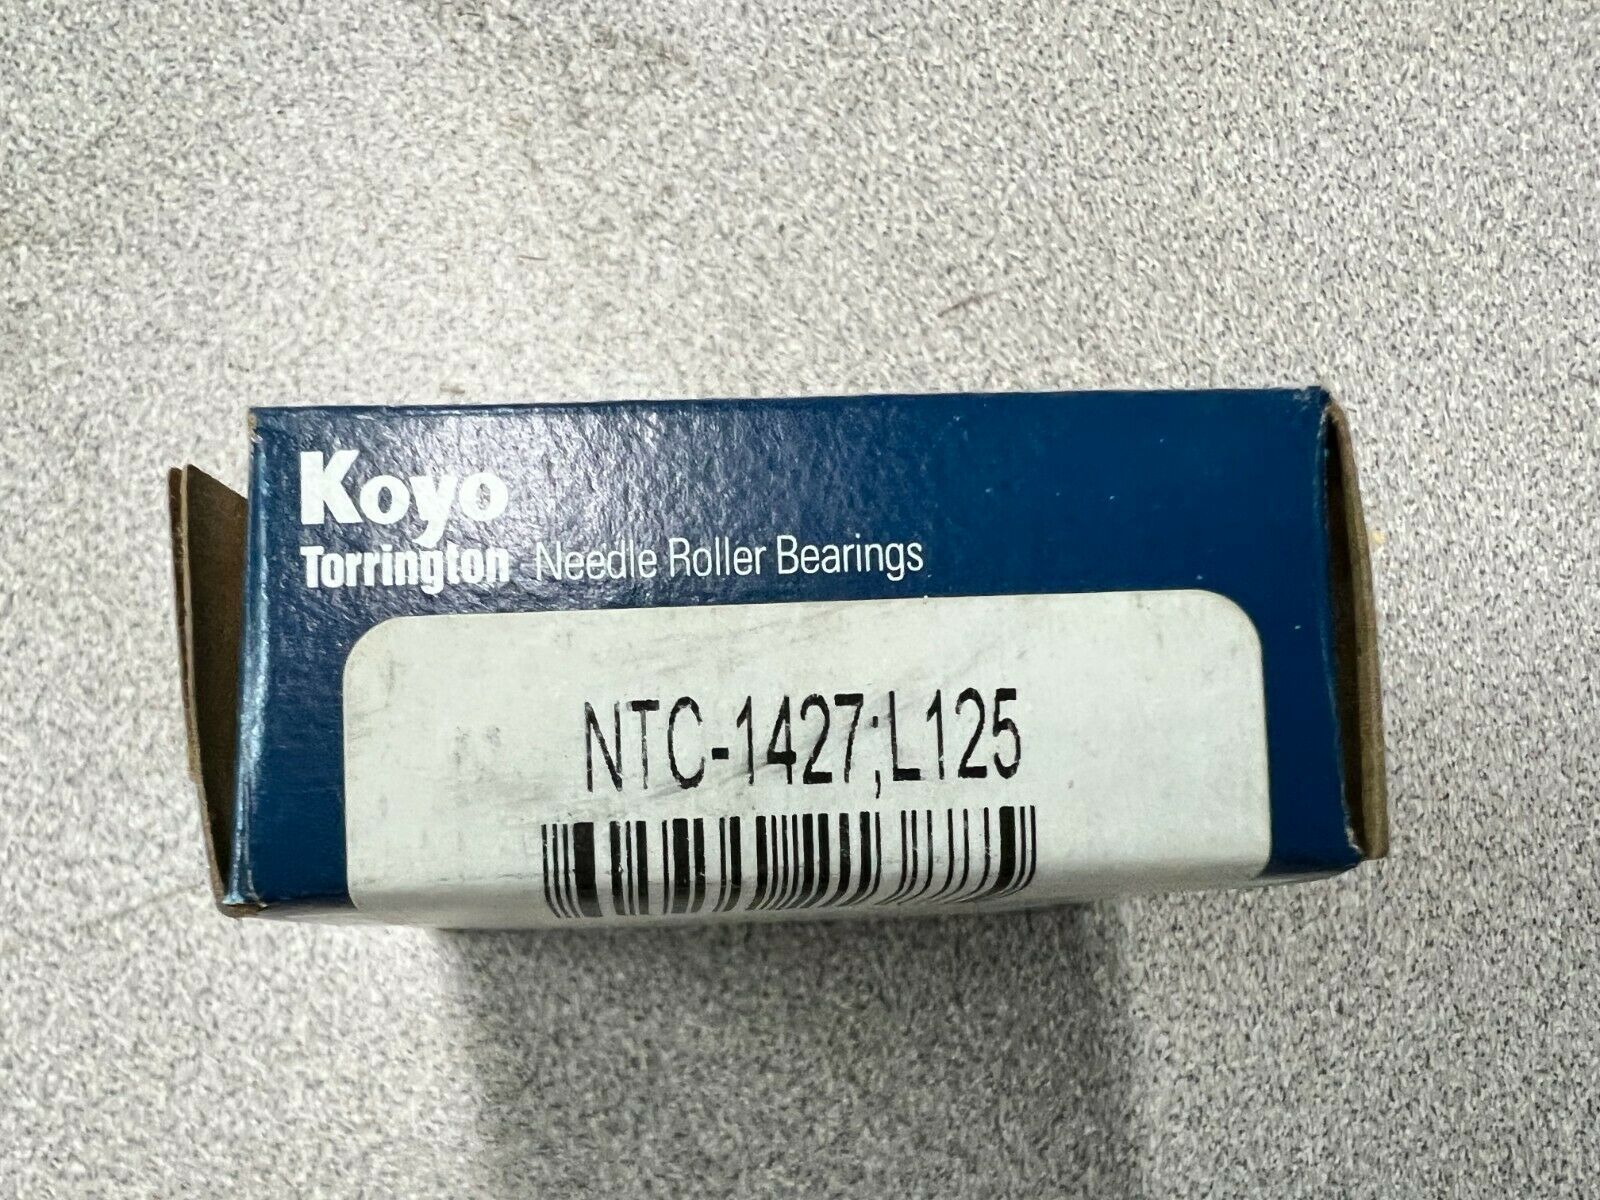 Koyo
Torrington Needle Roller Bearings
NTC-1427;L125